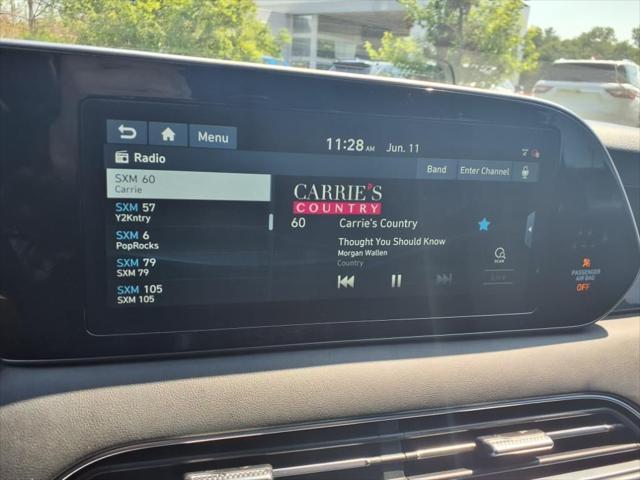 Menu
11:28 AM Jun. 11
Radio
Band
Enter Channel
SXM 60
Carrie
SXM 57
Y2Kntry
SXM 6
PopRocks
SXM 79
SXM 79
SXM 105
SXM 105
CARRIE'S
COUNTRY
60 Carrie's Country
Thought You Should Know
Morgan Wallen
Country
SCAN
Live
PASSENGER
AIR BAG
OFF